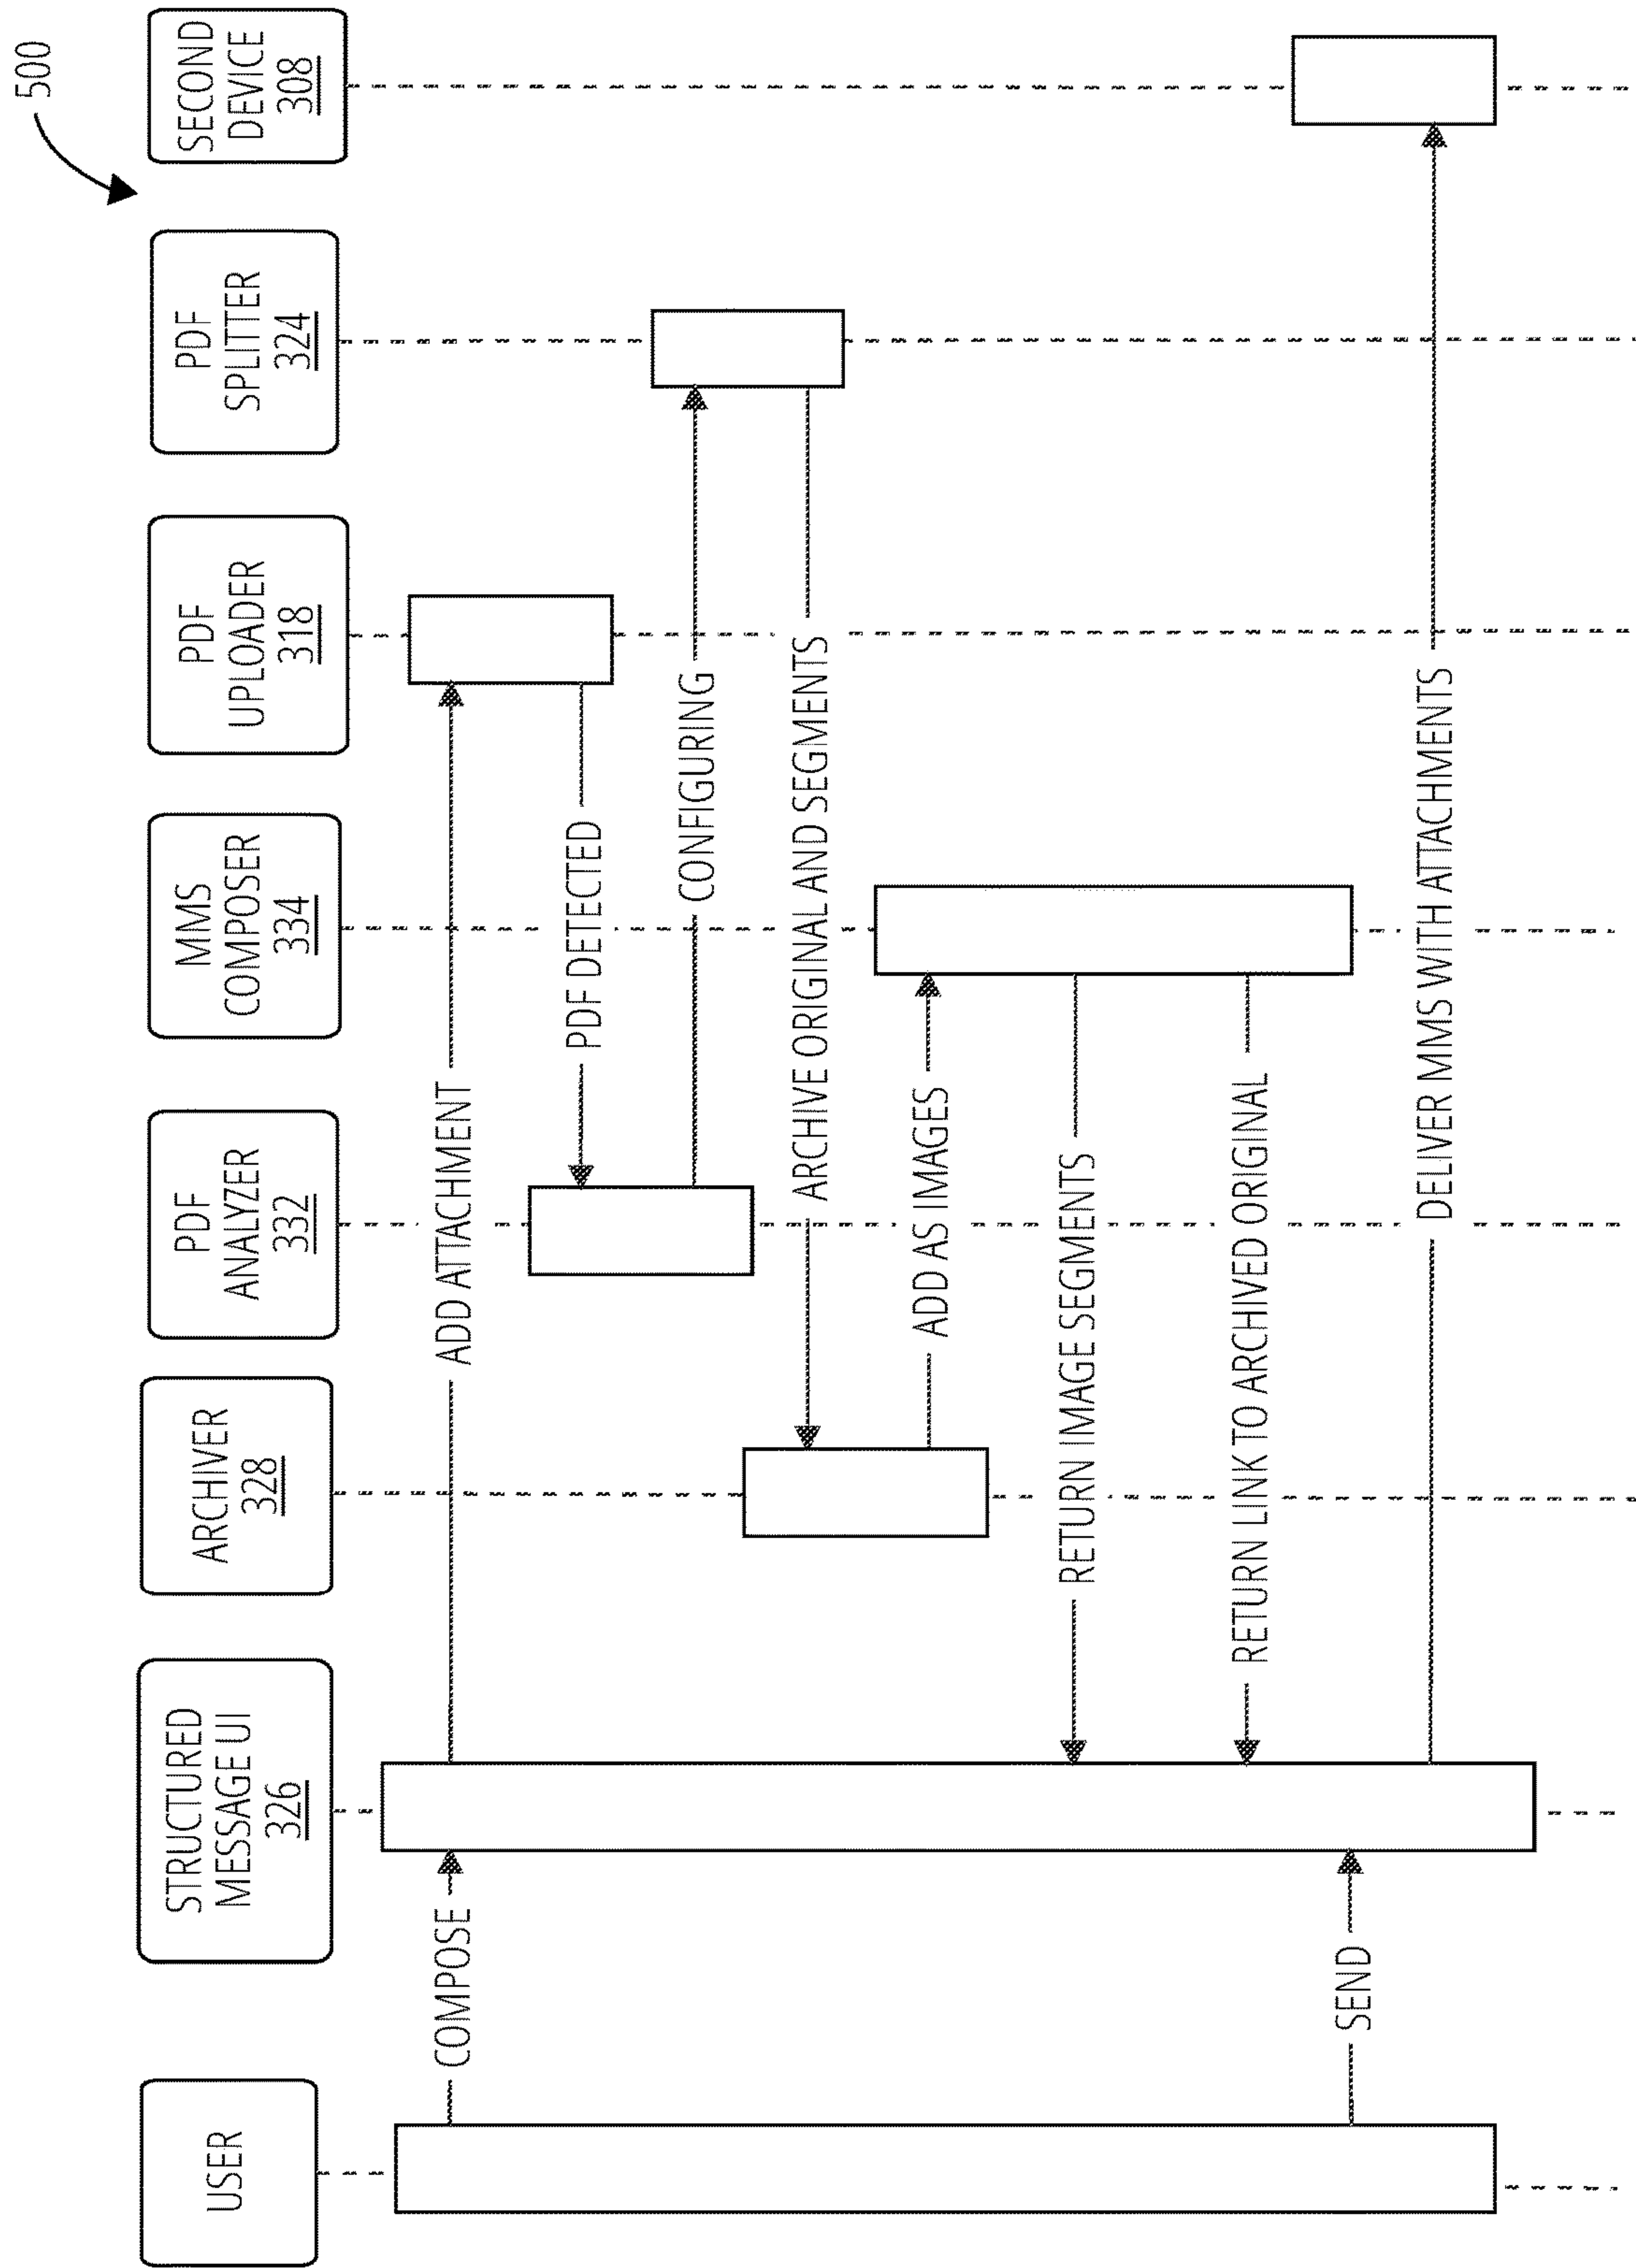 500
USER
STRUCTURED
MESSAGE UI
326
ARCHIVER
328
PDF
ANALYZER
332
MMS
COMPOSER
334
PDF
UPLOADER
318
PDF
SPLITTER
324
SECOND
DEVICE
308
COMPOSE
ADD ATTACHMENT
PDF DETECTED
CONFIGURING
ARCHIVE ORIGINAL AND SEGMENTS
ADD AS IMAGES
RETURN IMAGE SEGMENTS
RETURN LINK TO ARCHIVED ORIGINAL
SEND
DELIVER MMS WITH ATTACHMENTS